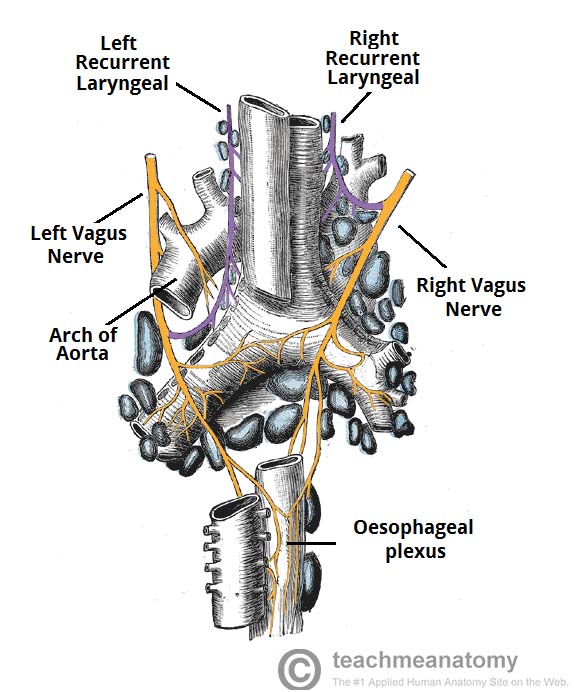 Left
Recurrent
Laryngeal
Right
Recurrent
Laryngeal
Left Vagus
Nerve
Right Vagus
Nerve
Arch of
Aorta
Oesophageal
plexus
© teachmeanatomy
The #1 Applied Human Anatomy Site on the Web.